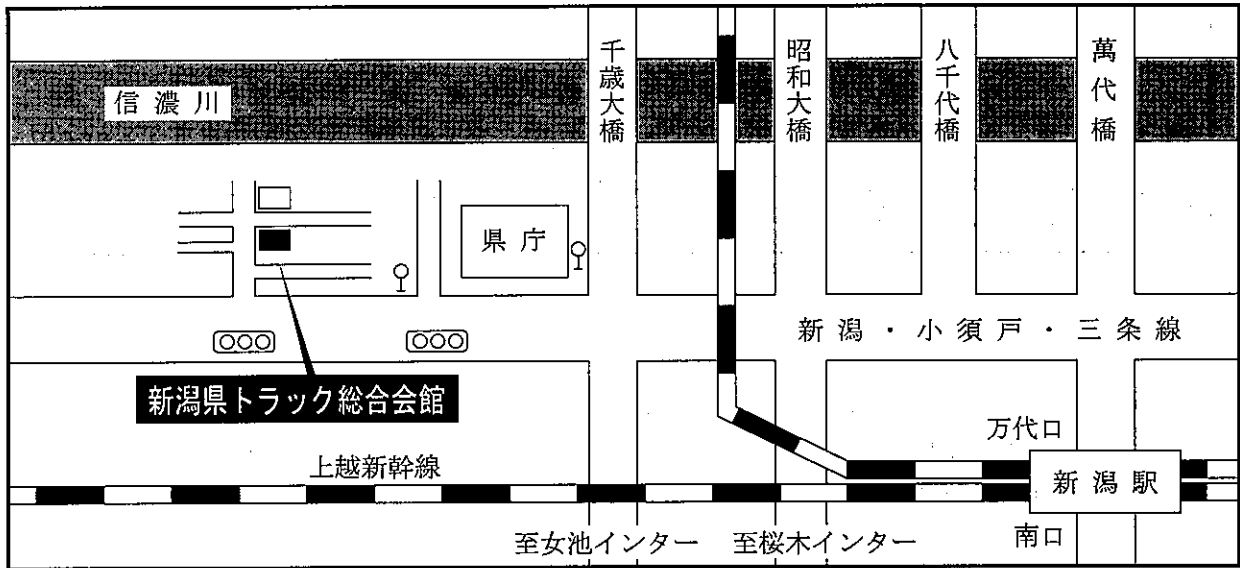 千歳大橋
昭和大橋
八千代橋
萬代橋
信濃川
県庁
新潟・小須戸・三条線
新潟県トラック総合会館
万代口
上越新幹線
新潟駅
至女池インター
至桜木インター
南口